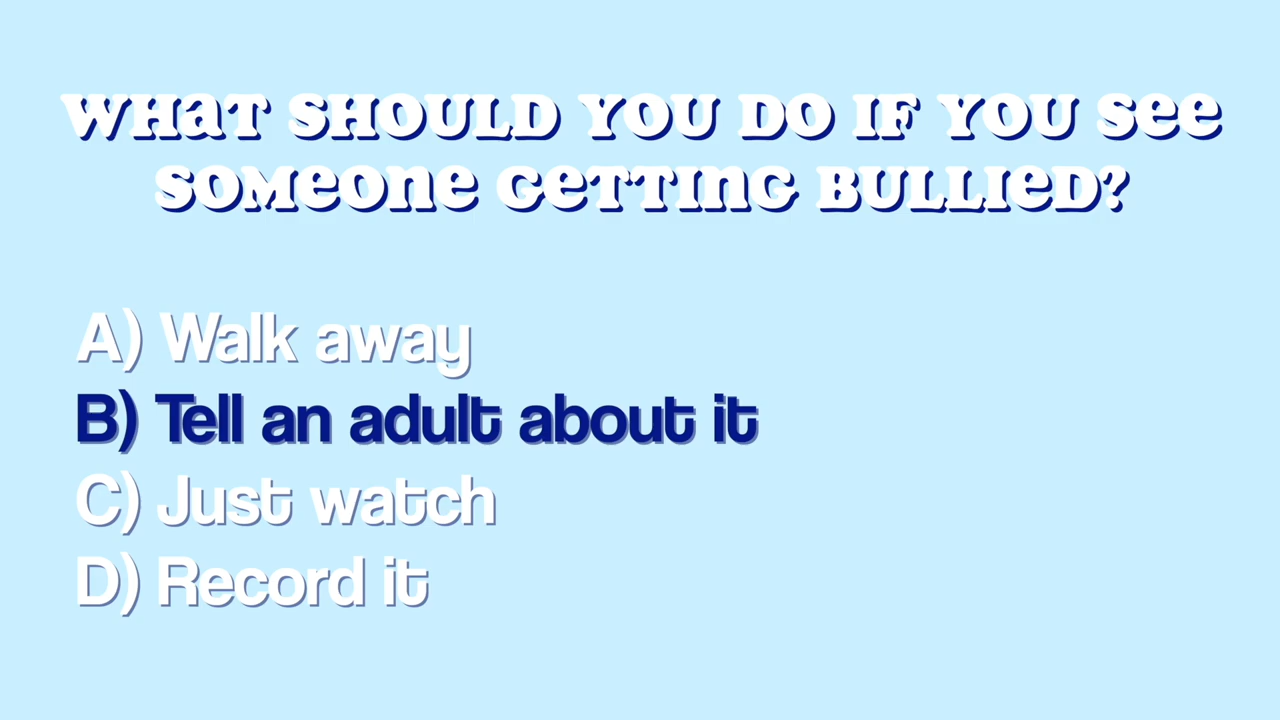 WHAT SHOULD YOU DO IF YOU SEE
SOMEONE GETTING BULLIED?
A) Walk away
B) Tell an adult about it
C) Just watch
D) Record it